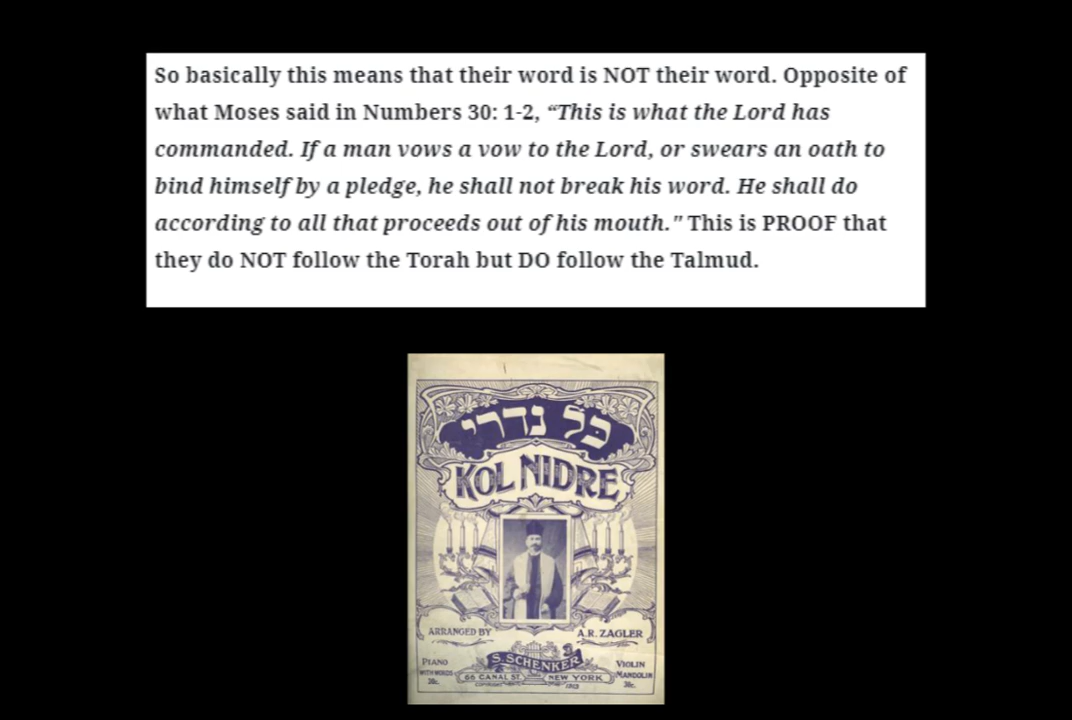 So basically this means that their word is NOT their word. Opposite of
what Moses said in Numbers 30: 1-2, “This is what the Lord has
commanded. If a man vows a vow to the Lord, or swears an oath to
bind himself by a pledge, he shall not break his word. He shall do
according to all that proceeds out of his mouth." This is PROOF that
they do NOT follow the Torah but DO follow the Talmud.
כל נדרי
KOL NIDRE
ARRANGED BY A.R. ZAGLER
S. SCHENKER
PIANO VIOLIN
WITH WORDS MANDOLIN
66 CANAL ST. NEW YORK
COPYRIGHT 1913